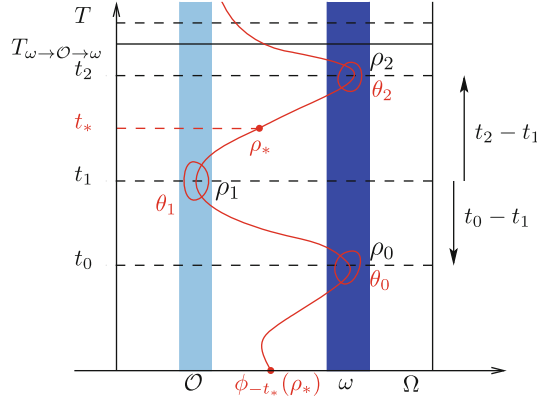 T
T_{ω→𝒪→ω}
t_2
ρ_2
θ_2
t_*
ρ_*
t_2 − t_1
t_1
ρ_1
θ_1
t_0 − t_1
t_0
ρ_0
θ_0
𝒪
ϕ_{−t_*}(ρ_*)
ω
Ω